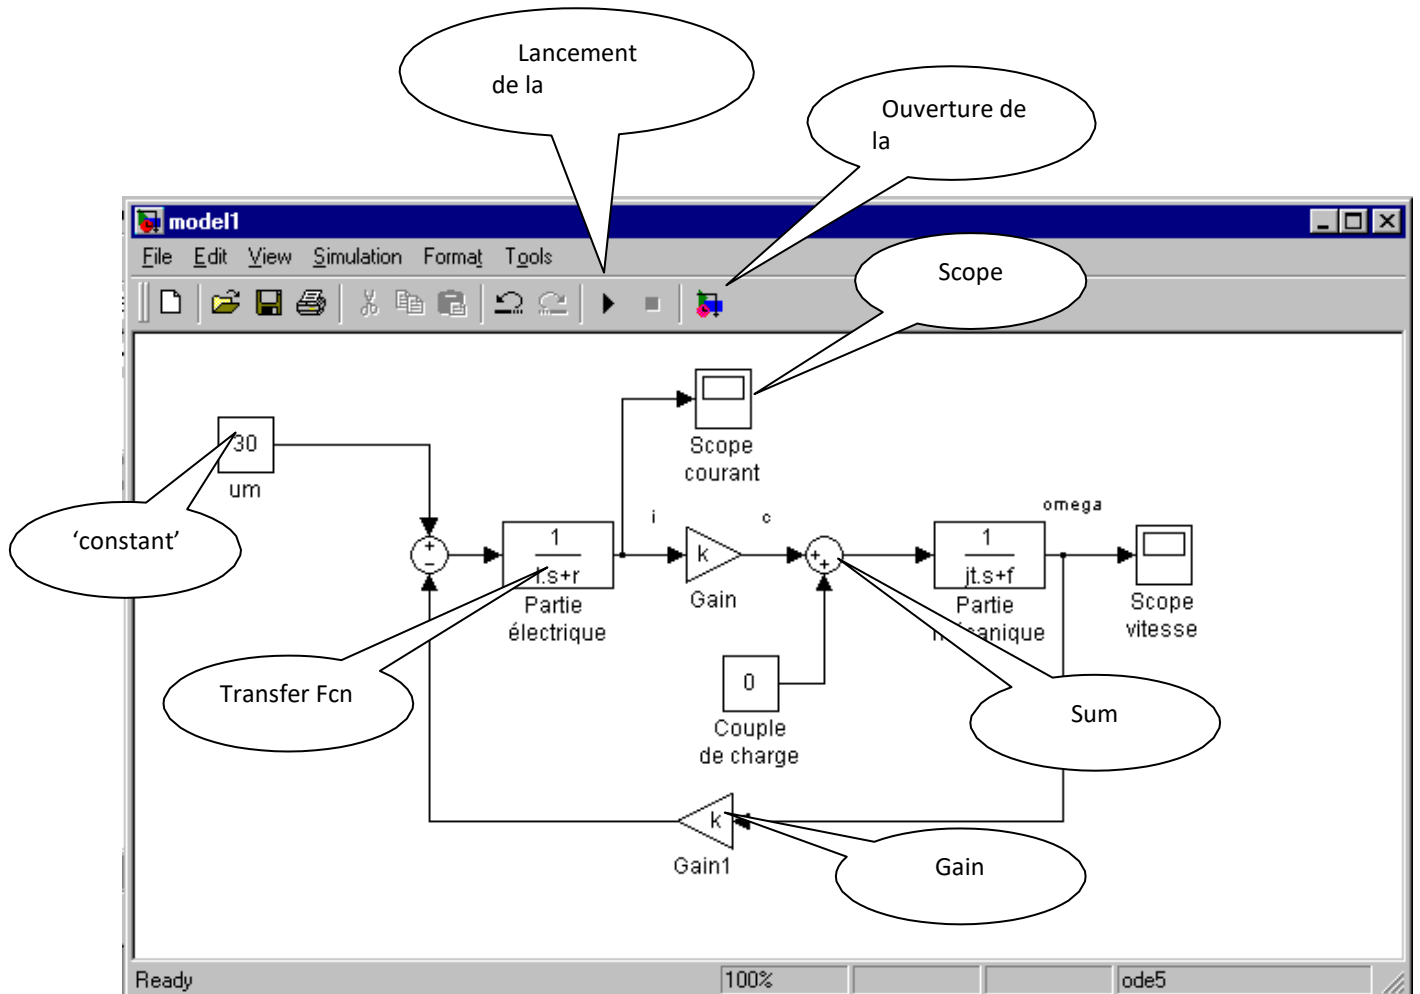 Lancement
de la
Ouverture de
la
model1
File Edit View Simulation Format Tools
Scope
30
um
'constant'
Scope
courant
i
c
omega
+
−
1
l.s+r
Partie
électrique
k
Gain
+
+
1
jt.s+f
Partie
mécanique
Scope
vitesse
Transfer Fcn
0
Couple
de charge
Sum
k
Gain1
Gain
Ready 100% ode5